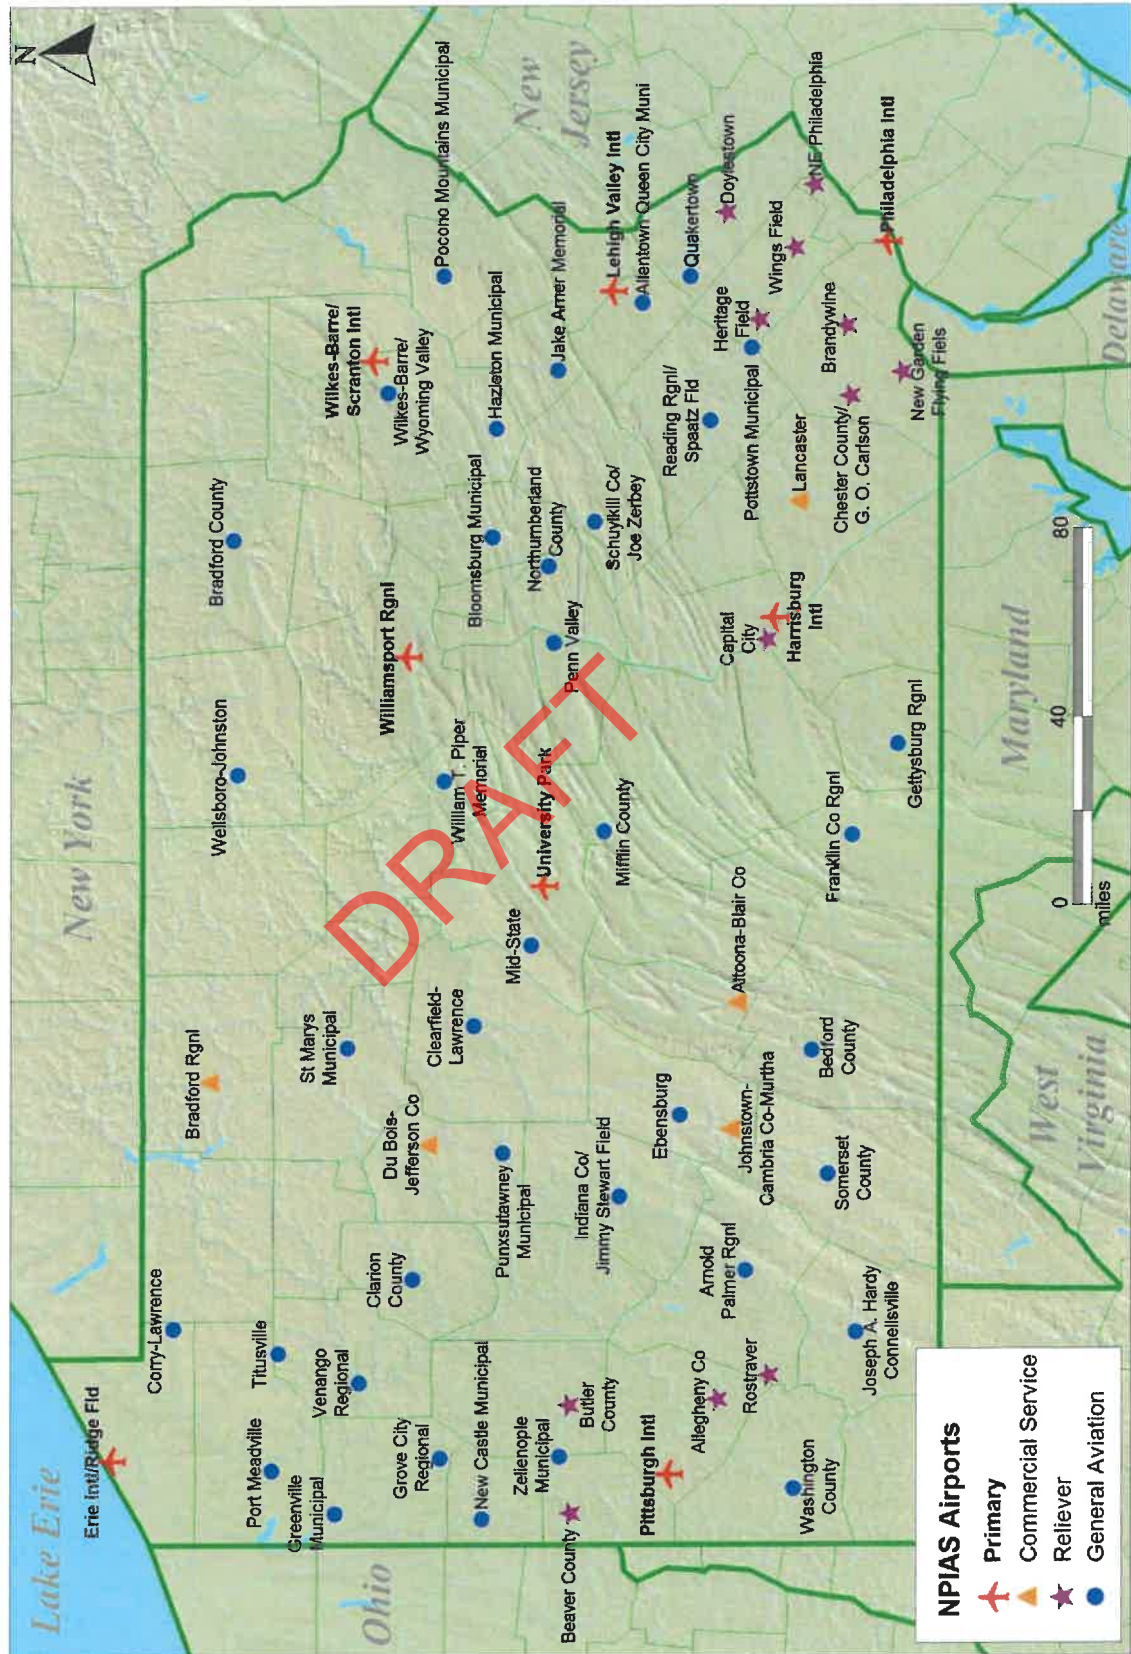 N
Lake Erie
New York
Ohio
New
Jersey
Delaware
Maryland
West
Virginia
DRAFT
Erie Intl/Ridge Fld
Corry-Lawrence
Port Meadville
Titusville
Greenville
Municipal
Venango
Regional
Bradford Rgnl
St Marys
Municipal
Wellsboro-Johnston
Bradford County
Wilkes-Barre/
Scranton Intl
Wilkes-Barre/
Wyoming Valley
Pocono Mountains Municipal
Grove City
Regional
Clarion
County
Du Bois-
Jefferson Co
Clearfield-
Lawrence
Williamsport Rgnl
William T. Piper
Memorial
New Castle Municipal
Punxsutawney
Municipal
Mid-State
University Park
Penn Valley
Bloomsburg Municipal
Northumberland
County
Hazleton Municipal
Jake Arner Memorial
Lehigh Valley Intl
Allentown Queen City Muni
Zelienople
Municipal
Butler
County
Beaver County
Indiana Co/
Jimmy Stewart Field
Mifflin County
Schuylkill Co/
Joe Zerbey
Pittsburgh Intl
Allegheny Co
Rostraver
Arnold
Palmer Rgnl
Ebensburg
Johnstown-
Cambria Co-Murtha
Altoona-Blair Co
Capital
City
Harrisburg
Intl
Reading Rgnl/
Spaatz Fld
Quakertown
Doylestown
Heritage
Field
Pottstown Municipal
Wings Field
NE Philadelphia
Philadelphia Intl
Lancaster
Brandywine
Chester County/
G. O. Carlson
New Garden
Flying Fiels
Washington
County
Joseph A. Hardy
Connellsville
Somerset
County
Bedford
County
Franklin Co Rgnl
Gettysburg Rgnl
NPIAS Airports
Primary
Commercial Service
Reliever
General Aviation
0
40
80
miles